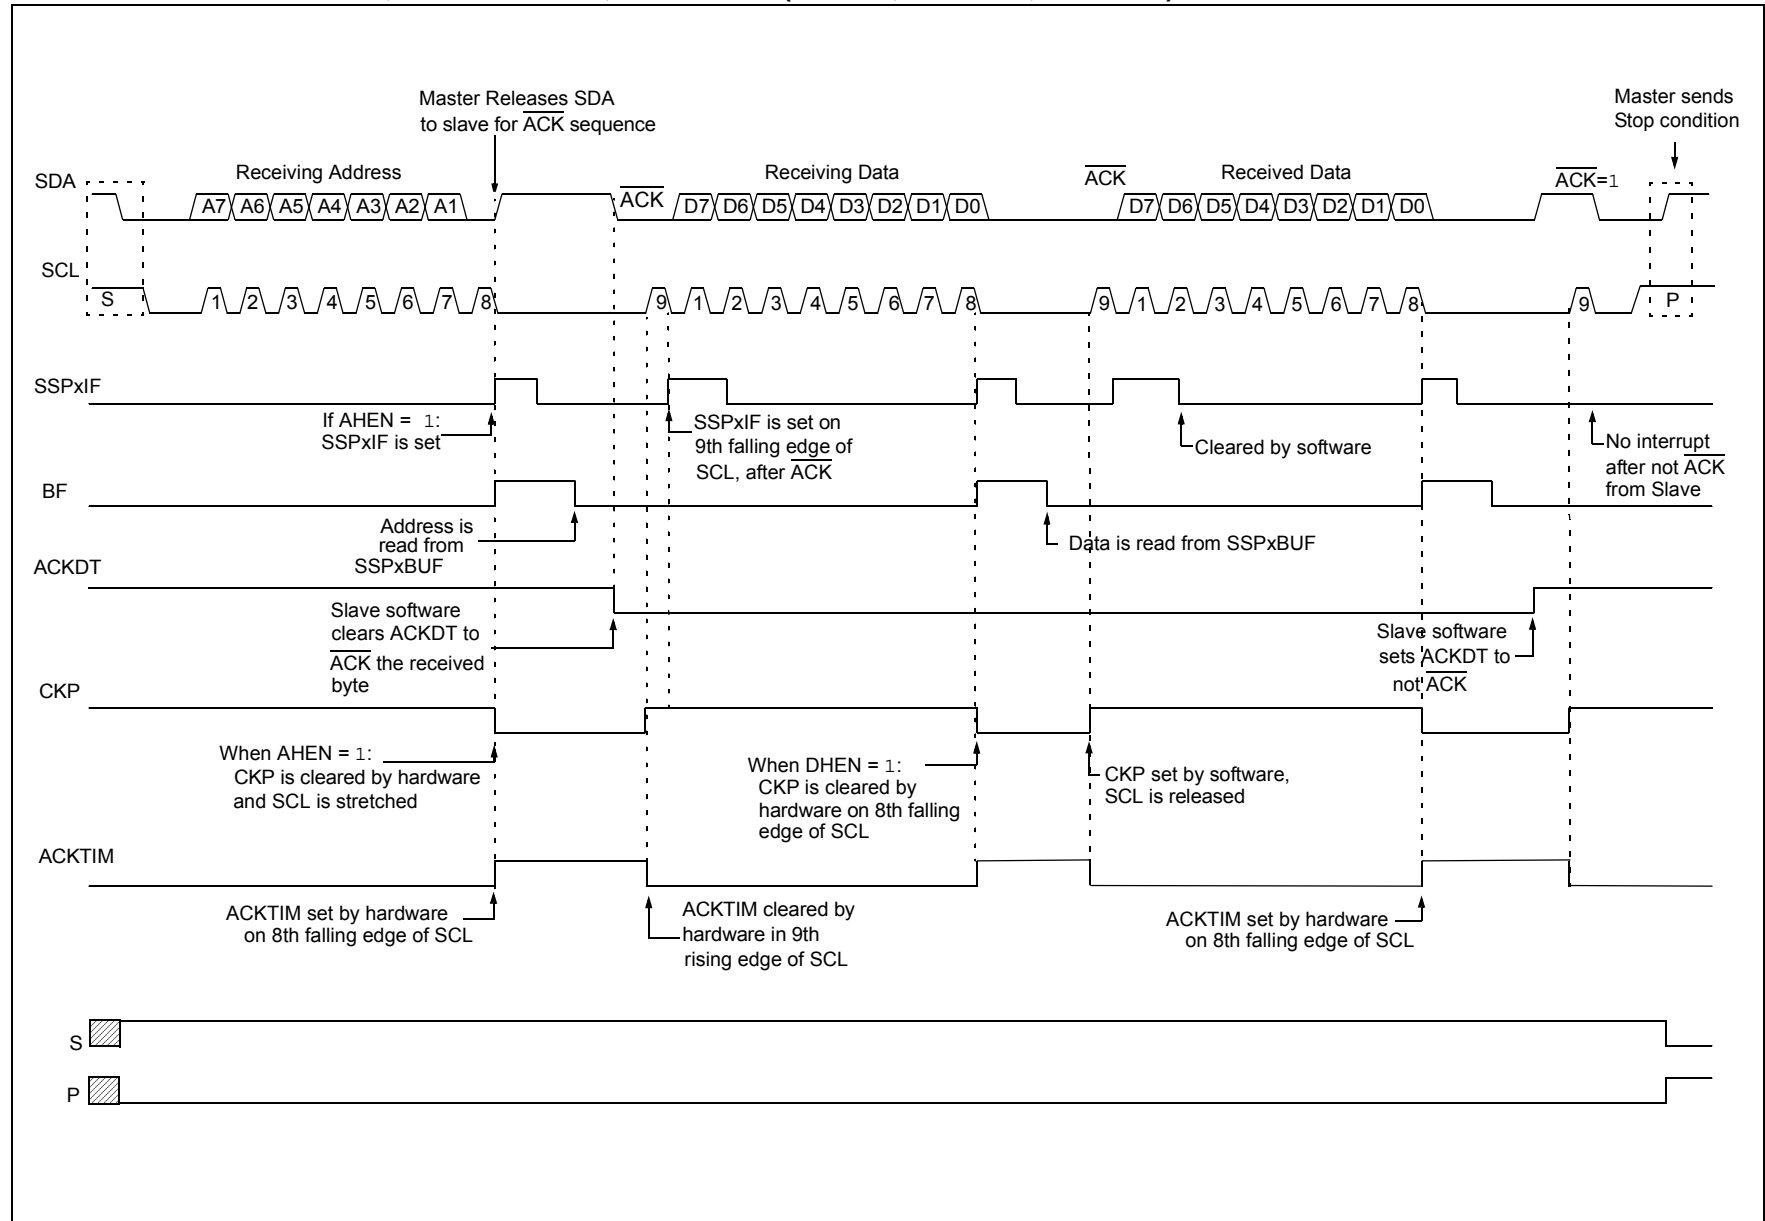 Master Releases SDA
to slave for ACK sequence
Master sends
Stop condition
SDA
Receiving Address
ACK
Receiving Data
ACK
Received Data
ACK=1
A7 A6 A5 A4 A3 A2 A1
D7 D6 D5 D4 D3 D2 D1 D0
D7 D6 D5 D4 D3 D2 D1 D0
SCL
S
1 2 3 4 5 6 7 8
9 1 2 3 4 5 6 7 8
9 1 2 3 4 5 6 7 8
9
P
SSPxIF
If AHEN = 1:
SSPxIF is set
SSPxIF is set on
9th falling edge of
SCL, after ACK
Cleared by software
No interrupt
after not ACK
from Slave
BF
Address is
read from
SSPxBUF
Data is read from SSPxBUF
ACKDT
Slave software
clears ACKDT to
ACK the received
byte
Slave software
sets ACKDT to
not ACK
CKP
When AHEN = 1:
CKP is cleared by hardware
and SCL is stretched
When DHEN = 1:
CKP is cleared by
hardware on 8th falling
edge of SCL
CKP set by software,
SCL is released
ACKTIM
ACKTIM set by hardware
on 8th falling edge of SCL
ACKTIM cleared by
hardware in 9th
rising edge of SCL
ACKTIM set by hardware
on 8th falling edge of SCL
S
P